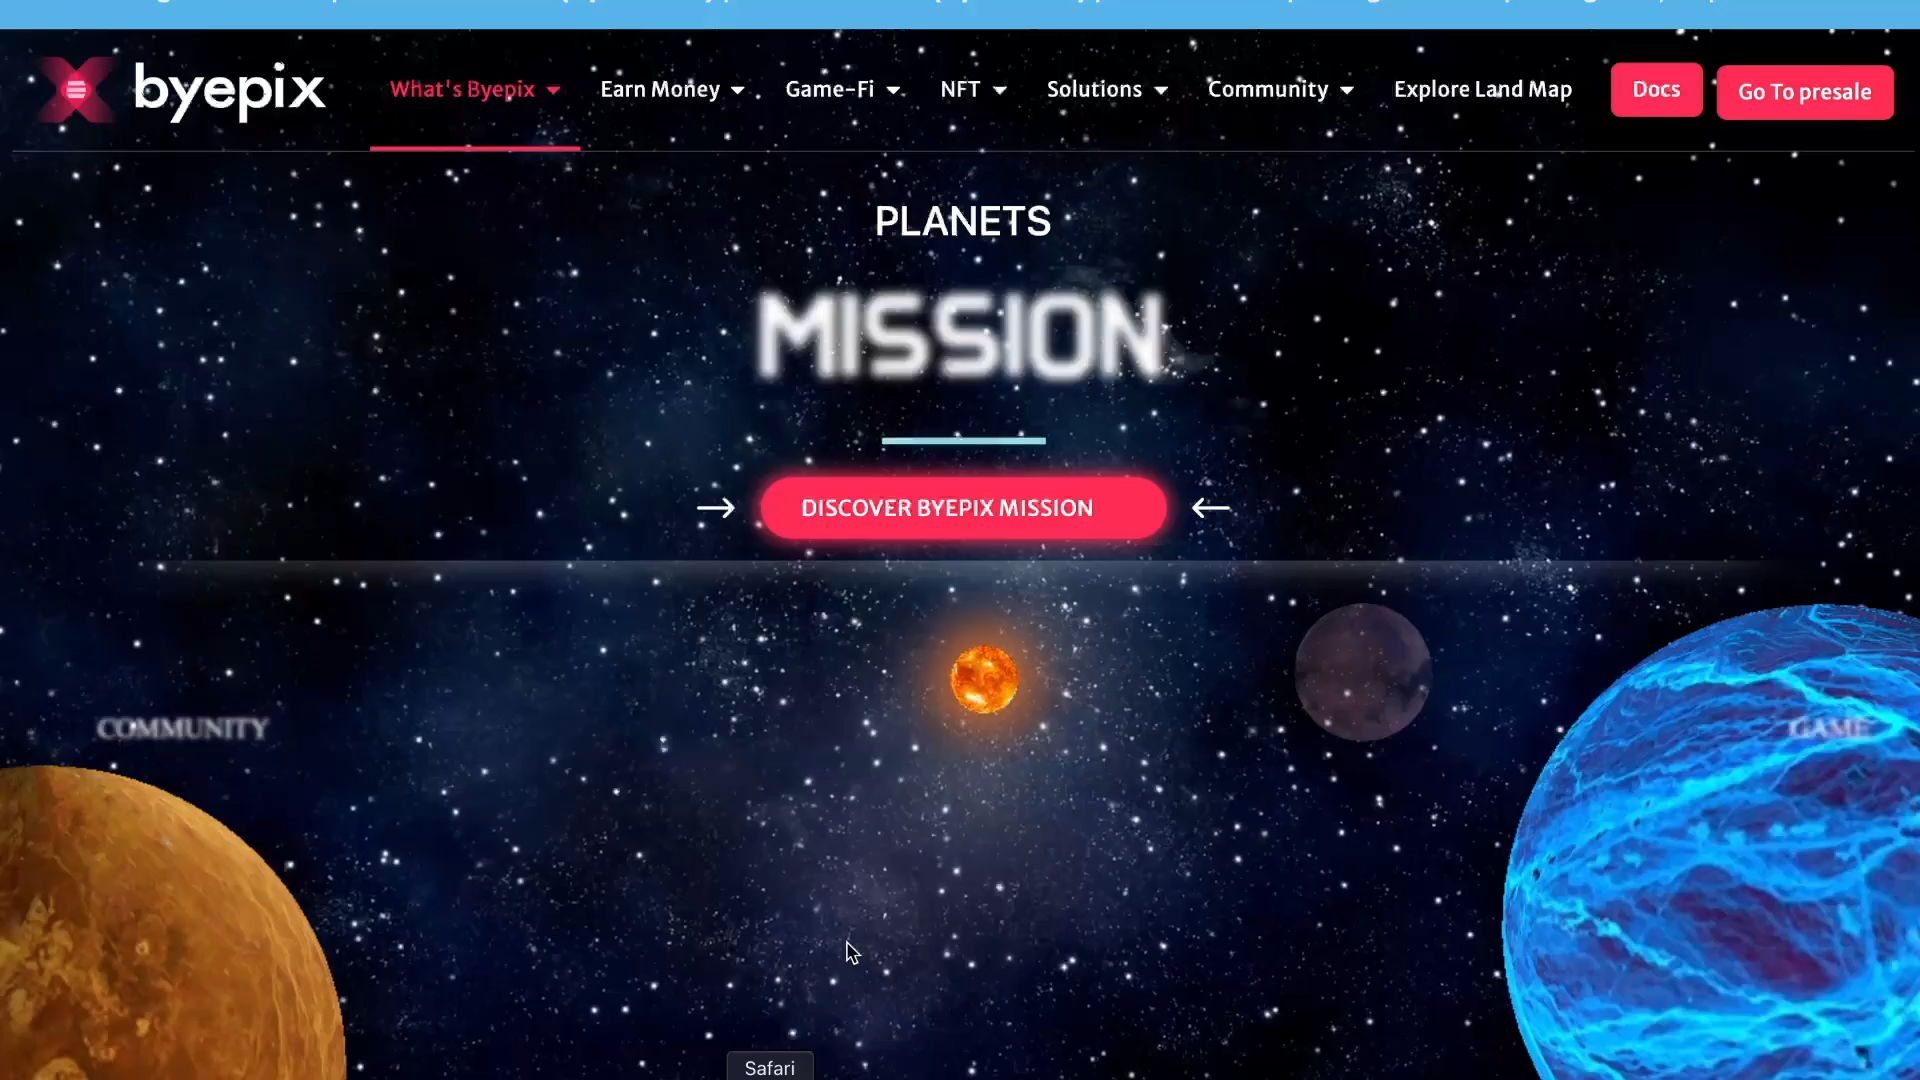 byepix
What's Byepix
Earn Money
Game-Fi
NFT
Solutions
Community
Explore Land Map
Docs
Go To presale
PLANETS
MISSION
DISCOVER BYEPIX MISSION
COMMUNITY
GAME
Safari